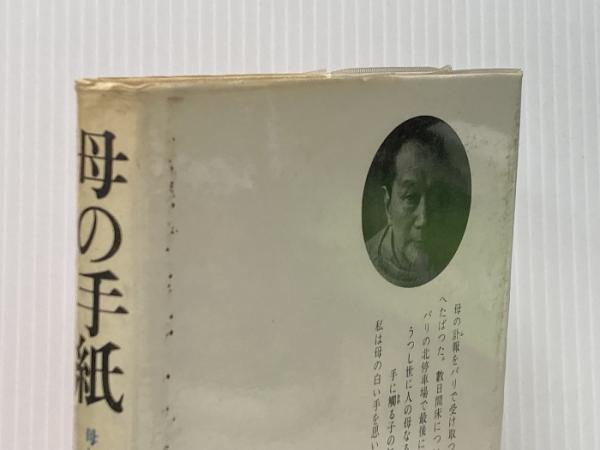 母の手紙
母
母の訃報をパリで受け取つ
へたばつた。數日間床につ
パリの北停車場で最後に
うつし世に人の母なる
手に觸る子の
私は母の白い手を思い